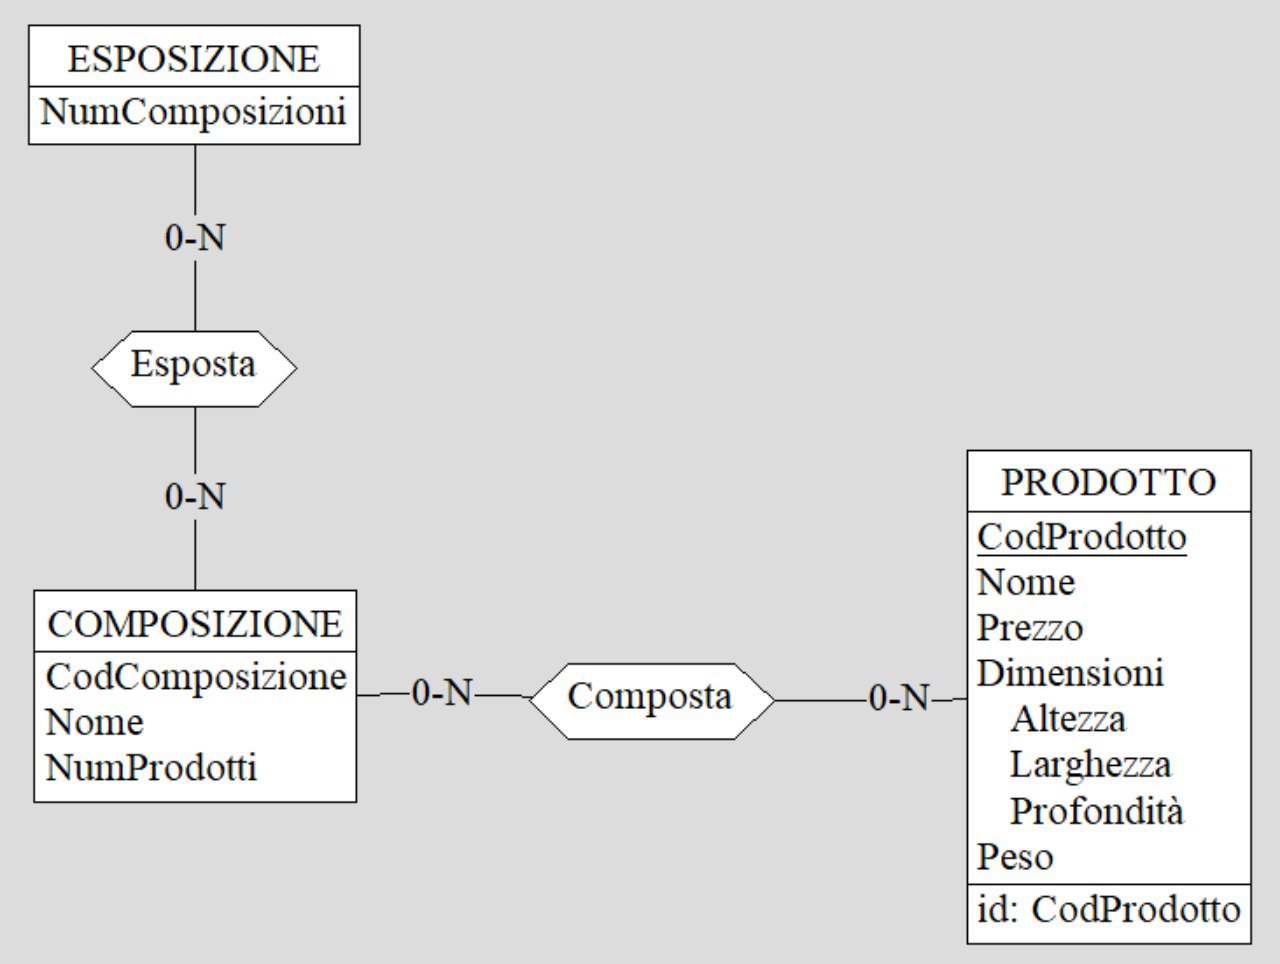 ESPOSIZIONE
NumComposizioni
0-N
Esposta
0-N
COMPOSIZIONE
CodComposizione
Nome
NumProdotti
0-N
Composta
0-N
PRODOTTO
CodProdotto
Nome
Prezzo
Dimensioni
Altezza
Larghezza
Profondità
Peso
id: CodProdotto